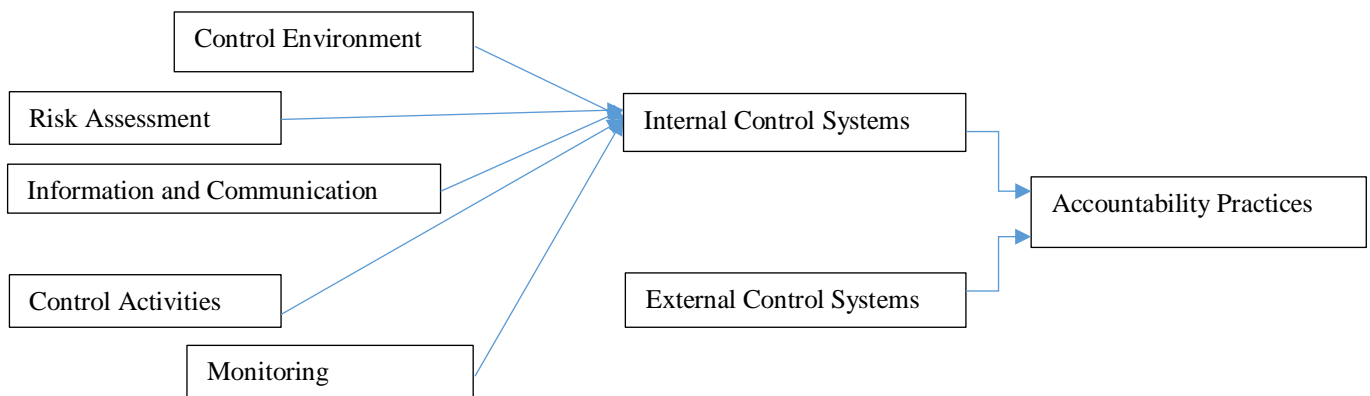 Control Environment
Risk Assessment
Information and Communication
Control Activities
Monitoring
Internal Control Systems
External Control Systems
Accountability Practices